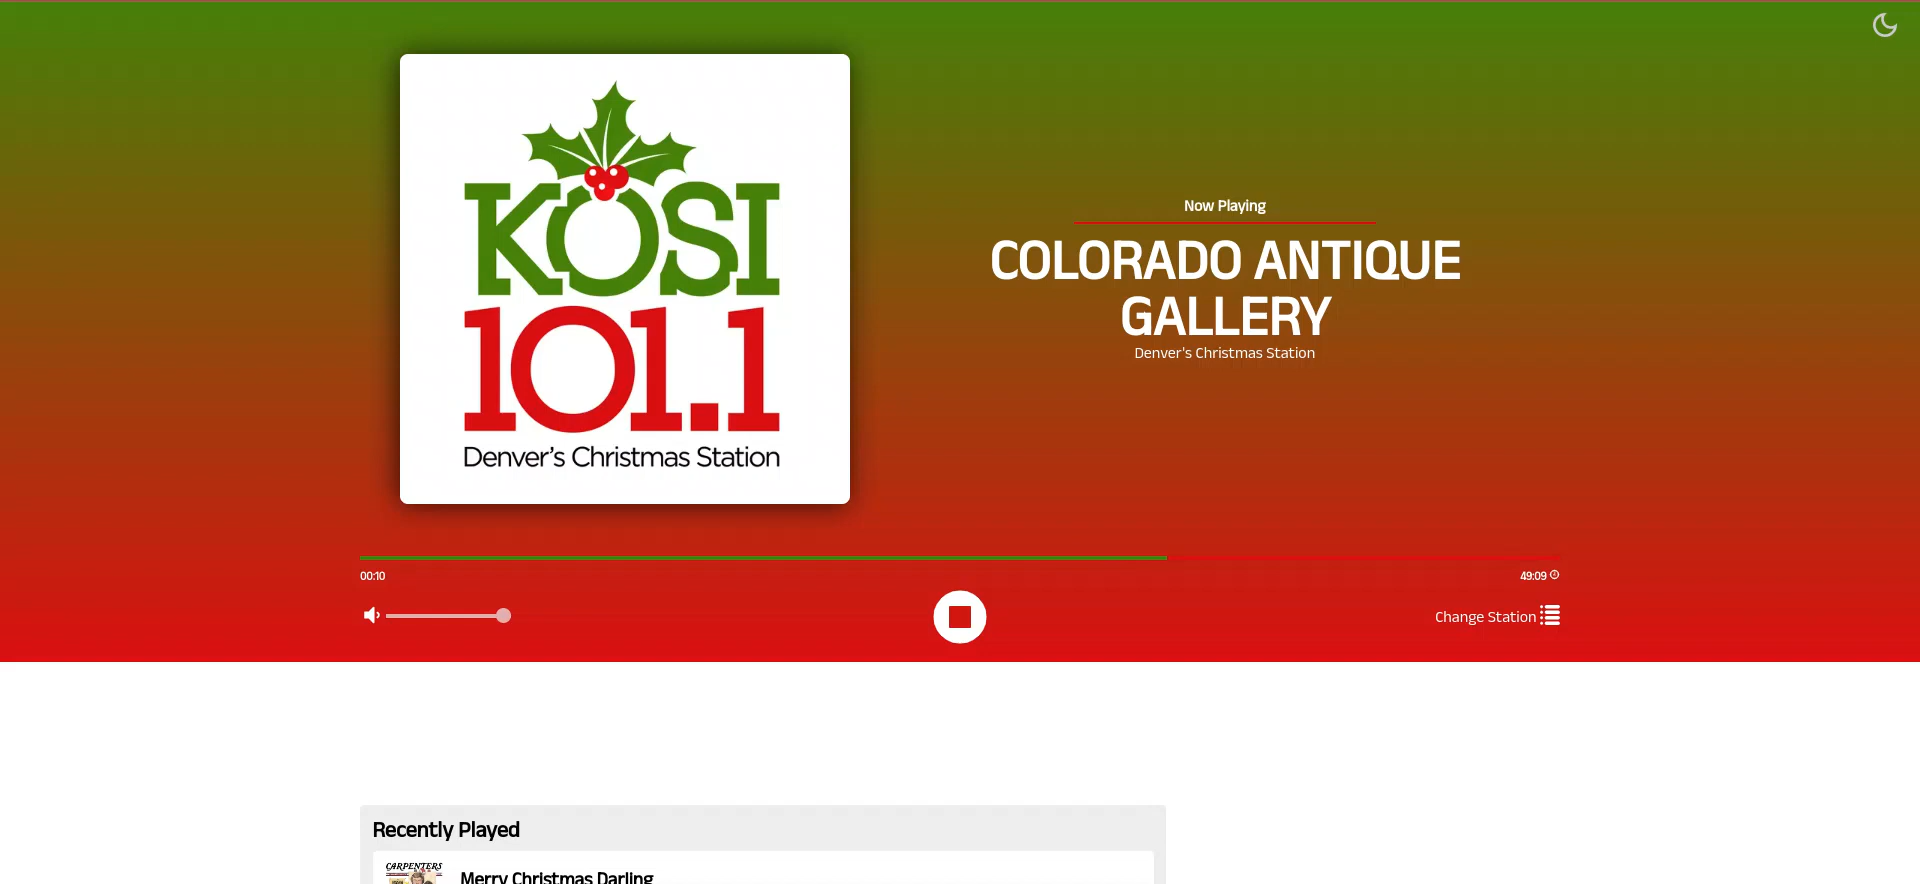 KOSI
101.1
Denver's Christmas Station
Now Playing
COLORADO ANTIQUE
GALLERY
Denver's Christmas Station
00:10
49:09
Change Station
Recently Played
CARPENTERS
Merry Christmas Darling